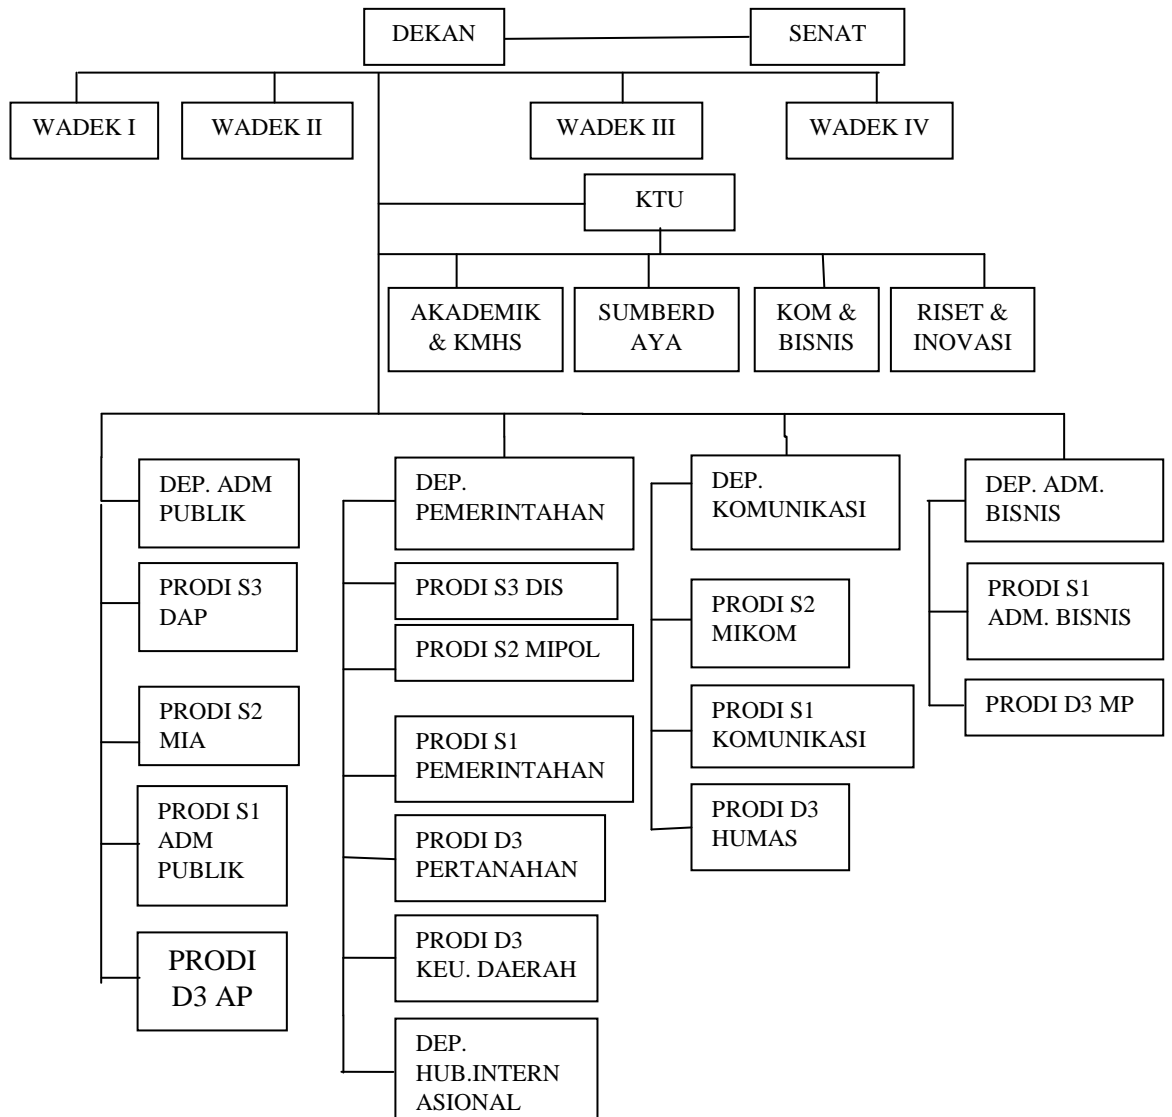 DEKAN
SENAT
WADEK I
WADEK II
WADEK III
WADEK IV
KTU
AKADEMIK
& KMHS
SUMBERD
AYA
KOM &
BISNIS
RISET &
INOVASI
DEP. ADM
PUBLIK
PRODI S3
DAP
PRODI S2
MIA
PRODI S1
ADM
PUBLIK
PRODI
D3 AP
DEP.
PEMERINTAHAN
PRODI S3 DIS
PRODI S2 MIPOL
PRODI S1
PEMERINTAHAN
PRODI D3
PERTANAHAN
PRODI D3
KEU. DAERAH
DEP.
HUB.INTERN
ASIONAL
DEP.
KOMUNIKASI
PRODI S2
MIKOM
PRODI S1
KOMUNIKASI
PRODI D3
HUMAS
DEP. ADM.
BISNIS
PRODI S1
ADM. BISNIS
PRODI D3 MP